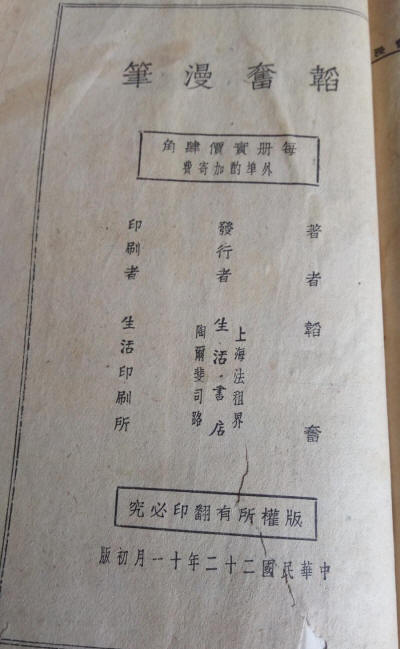 韜奮漫筆
每册實價肆角
外埠酌加寄費
著者 韜奮
發行者 生活書店
上海法租界
陶爾斐司路
印刷者 生活印刷所
版權所有翻印必究
中華民國二十二年十一月初版